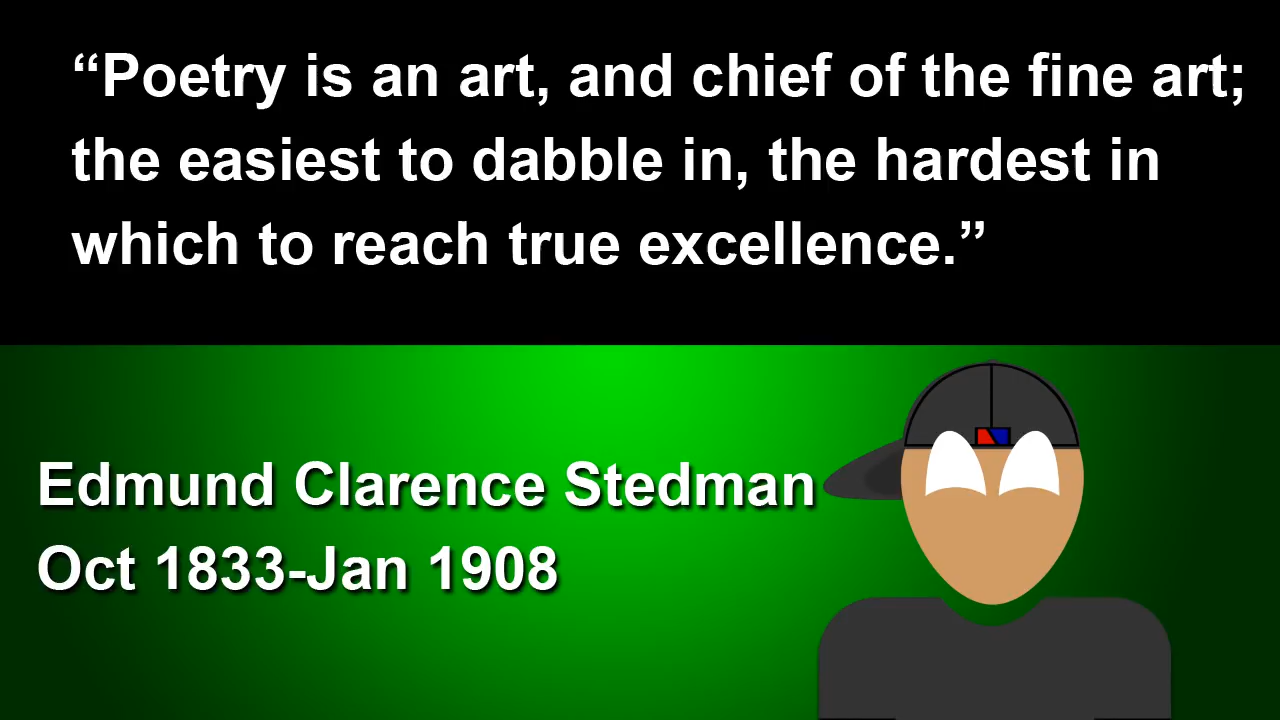 “Poetry is an art, and chief of the fine art;
the easiest to dabble in, the hardest in
which to reach true excellence.”
Edmund Clarence Stedman
Oct 1833-Jan 1908